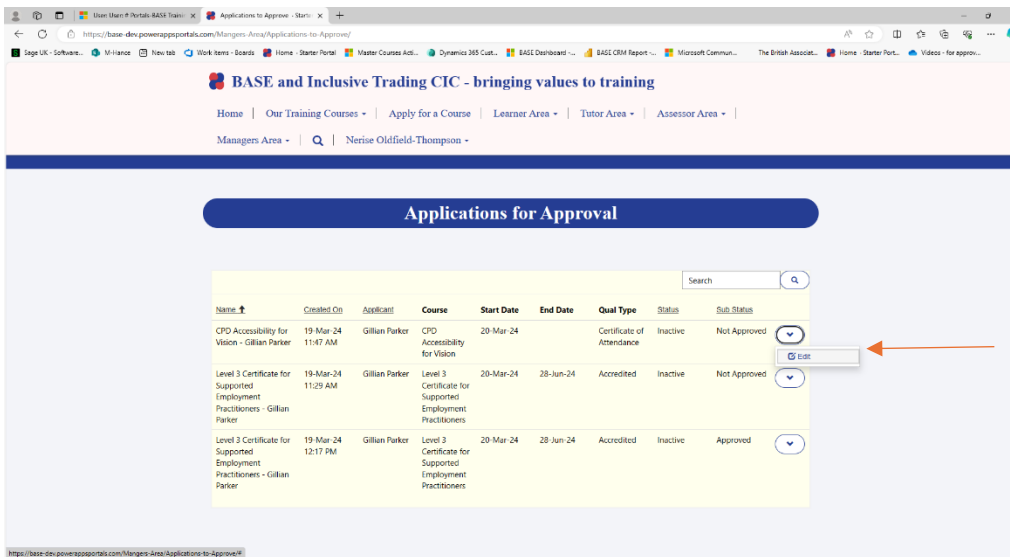 User: Users # Portals-BASE Trainin
Applications to Approve · Starter
https://base-dev.powerappsportals.com/Mangers-Area/Applications-to-Approve/
Sage UK - Software... M-Hance New tab Work items - Boards Home - Starter Portal Master Courses Acti... Dynamics 365 Cust... BASE Dashboard -... BASE CRM Report -... Microsoft Commun... The British Associat... Home - Starter Port... Videos - for approv...
BASE and Inclusive Trading CIC - bringing values to training
Home | Our Training Courses | Apply for a Course | Learner Area | Tutor Area | Assessor Area |
Managers Area | | Nerise Oldfield-Thompson
Applications for Approval
Search
Name Created On Applicant Course Start Date End Date Qual Type Status Sub Status
CPD Accessibility for 19-Mar-24 Gillian Parker CPD 20-Mar-24 Certificate of Inactive Not Approved
Vision - Gillian Parker 11:47 AM Accessibility Attendance
for Vision
Edit
Level 3 Certificate for 19-Mar-24 Gillian Parker Level 3 20-Mar-24 28-Jun-24 Accredited Inactive Not Approved
Supported 11:29 AM Certificate for
Employment Supported
Practitioners - Gillian Employment
Parker Practitioners
Level 3 Certificate for 19-Mar-24 Gillian Parker Level 3 20-Mar-24 28-Jun-24 Accredited Inactive Approved
Supported 12:17 PM Certificate for
Employment Supported
Practitioners - Gillian Employment
Parker Practitioners
https://base-dev.powerappsportals.com/Mangers-Area/Applications-to-Approve/#